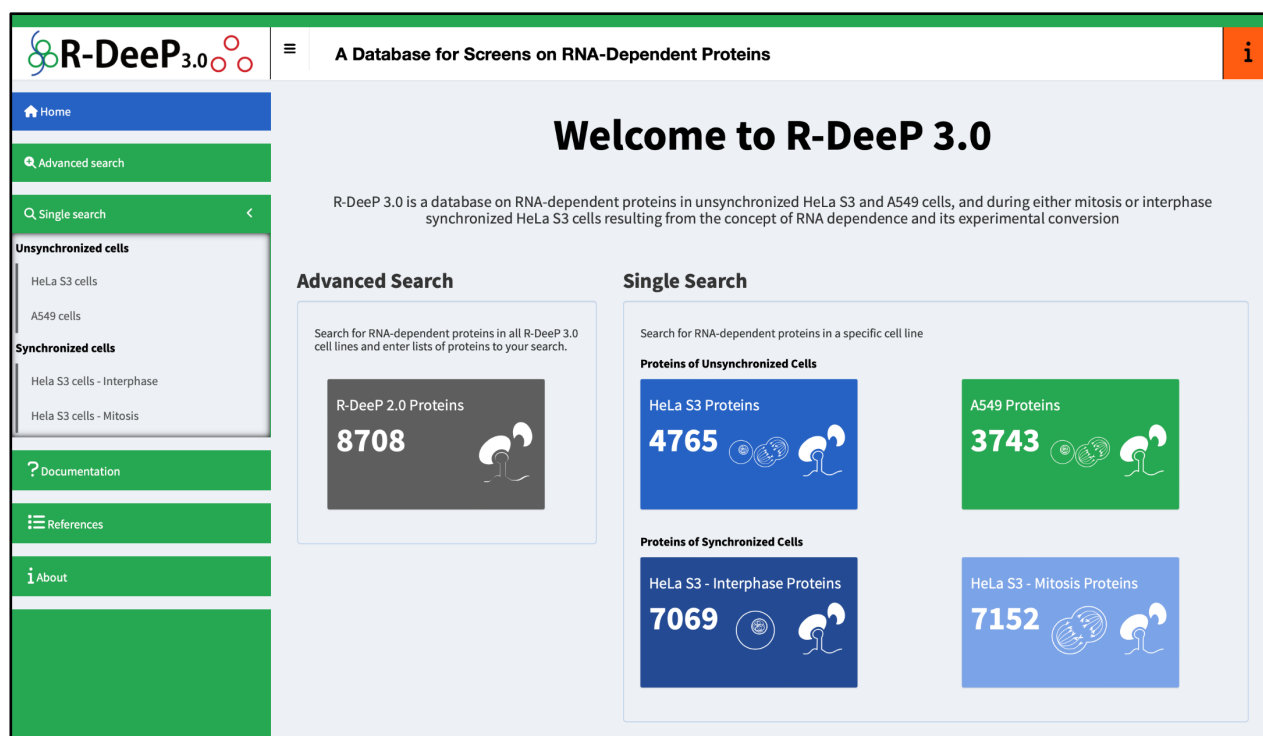 R-DeeP3.0
A Database for Screens on RNA-Dependent Proteins
i
Home
Advanced search
Single search
Unsynchronized cells
HeLa S3 cells
A549 cells
Synchronized cells
Hela S3 cells - Interphase
Hela S3 cells - Mitosis
? Documentation
References
i About
Welcome to R-DeeP 3.0
R-DeeP 3.0 is a database on RNA-dependent proteins in unsynchronized HeLa S3 and A549 cells, and during either mitosis or interphase
synchronized HeLa S3 cells resulting from the concept of RNA dependence and its experimental conversion
Advanced Search
Search for RNA-dependent proteins in all R-DeeP 3.0
cell lines and enter lists of proteins to your search.
R-DeeP 2.0 Proteins
8708
Single Search
Search for RNA-dependent proteins in a specific cell line
Proteins of Unsynchronized Cells
HeLa S3 Proteins
4765
A549 Proteins
3743
Proteins of Synchronized Cells
HeLa S3 - Interphase Proteins
7069
HeLa S3 - Mitosis Proteins
7152